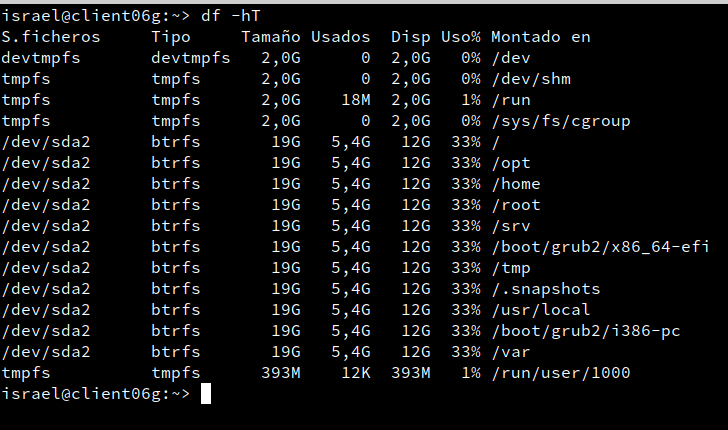 israel@client06g:~> df -hT
S.ficheros     Tipo     Tamaño Usados  Disp Uso% Montado en
devtmpfs       devtmpfs   2,0G      0  2,0G   0% /dev
tmpfs          tmpfs      2,0G      0  2,0G   0% /dev/shm
tmpfs          tmpfs      2,0G    18M  2,0G   1% /run
tmpfs          tmpfs      2,0G      0  2,0G   0% /sys/fs/cgroup
/dev/sda2      btrfs       19G   5,4G   12G  33% /
/dev/sda2      btrfs       19G   5,4G   12G  33% /opt
/dev/sda2      btrfs       19G   5,4G   12G  33% /home
/dev/sda2      btrfs       19G   5,4G   12G  33% /root
/dev/sda2      btrfs       19G   5,4G   12G  33% /srv
/dev/sda2      btrfs       19G   5,4G   12G  33% /boot/grub2/x86_64-efi
/dev/sda2      btrfs       19G   5,4G   12G  33% /tmp
/dev/sda2      btrfs       19G   5,4G   12G  33% /.snapshots
/dev/sda2      btrfs       19G   5,4G   12G  33% /usr/local
/dev/sda2      btrfs       19G   5,4G   12G  33% /boot/grub2/i386-pc
/dev/sda2      btrfs       19G   5,4G   12G  33% /var
tmpfs          tmpfs      393M    12K  393M   1% /run/user/1000
israel@client06g:~>